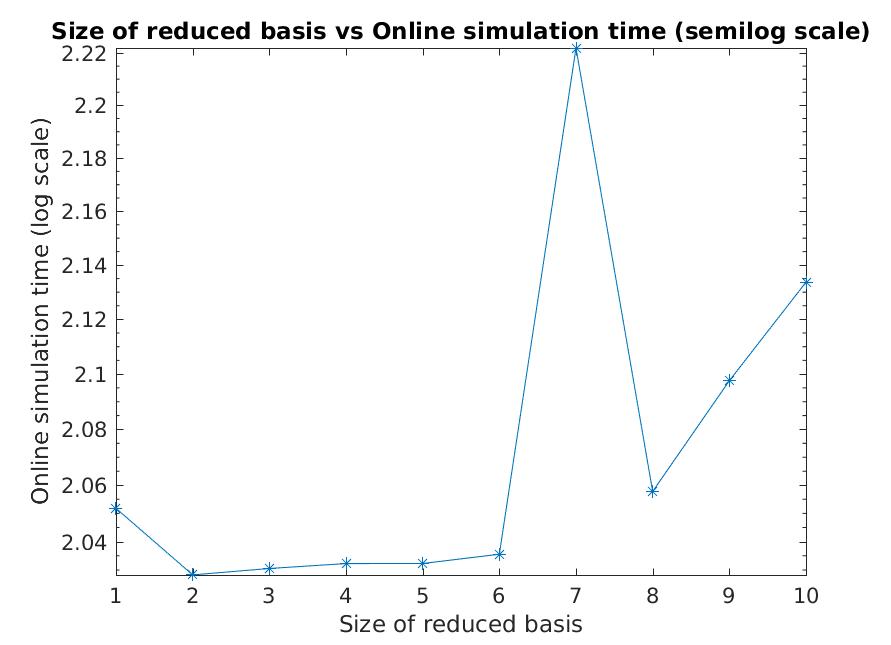 Size of reduced basis vs Online simulation time (semilog scale)
2.22
2.2
2.18
2.16
2.14
2.12
2.1
2.08
2.06
2.04
Online simulation time (log scale)
1 2 3 4 5 6 7 8 9 10
Size of reduced basis